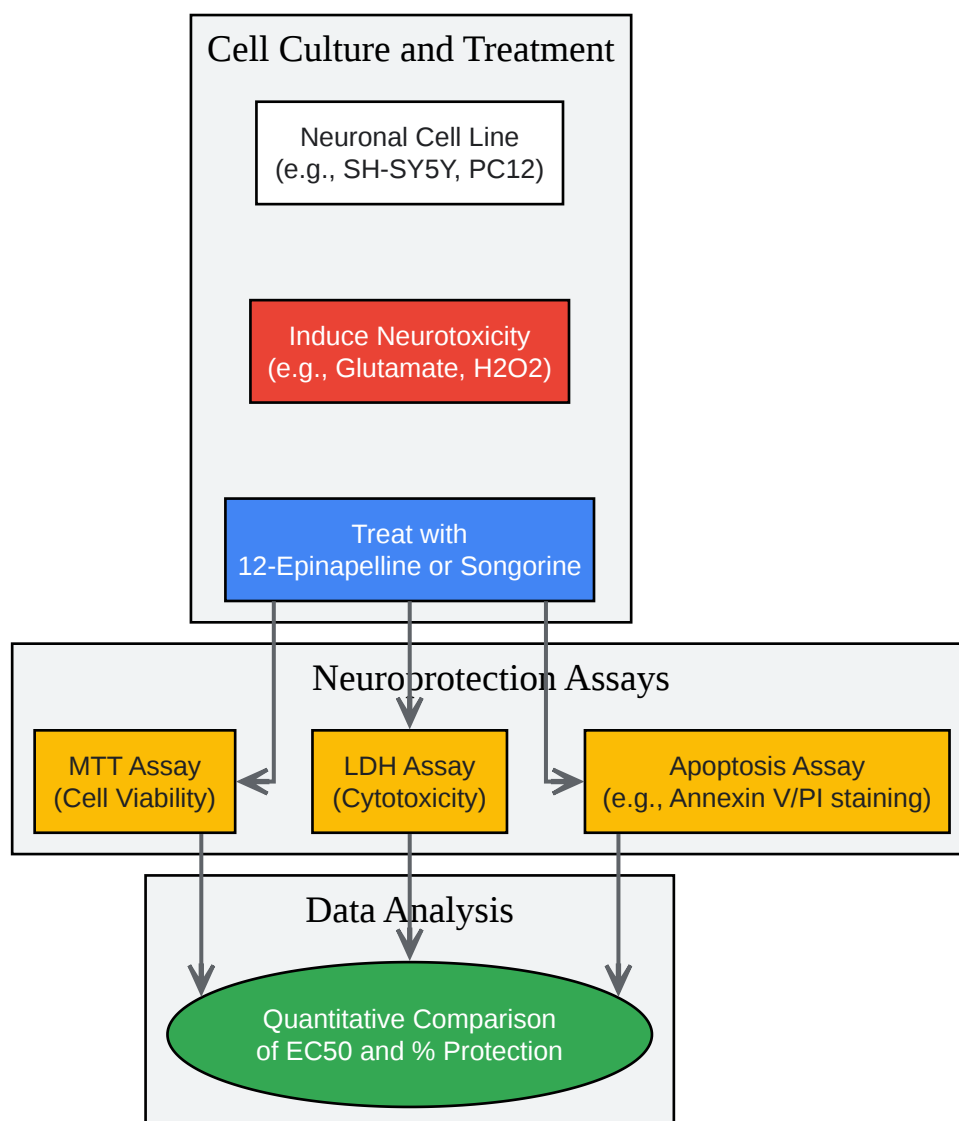 Cell Culture and Treatment
Neuronal Cell Line
(e.g., SH-SY5Y, PC12)
Induce Neurotoxicity
(e.g., Glutamate, H2O2)
Treat with
12-Epinapelline or Songorine
Neuroprotection Assays
MTT Assay
(Cell Viability)
LDH Assay
(Cytotoxicity)
Apoptosis Assay
(e.g., Annexin V/PI staining)
Data Analysis
Quantitative Comparison
of EC50 and % Protection